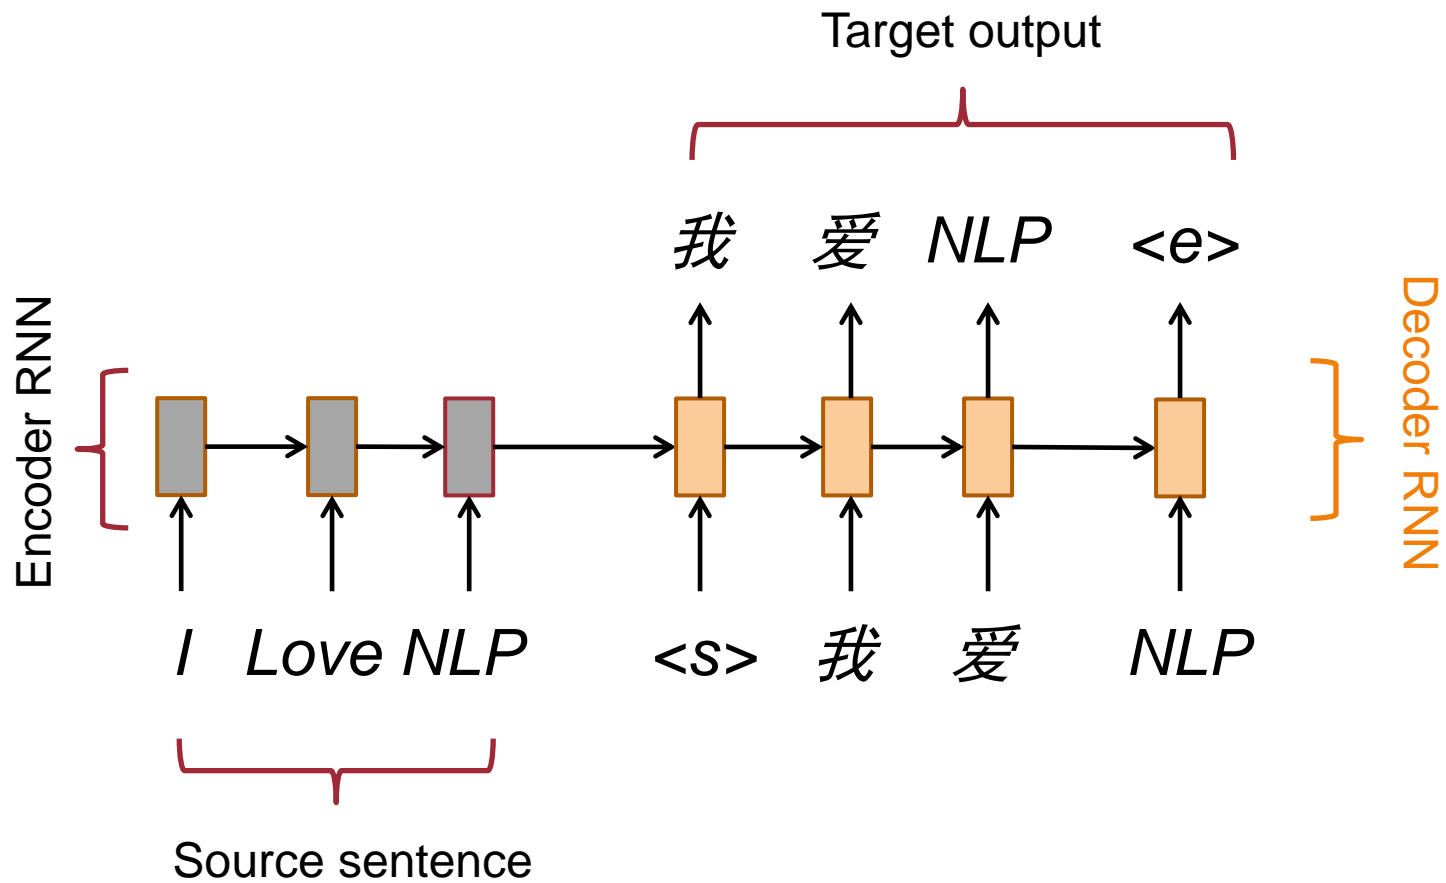 Target output
我 爱 NLP <e>
Encoder RNN
Decoder RNN
I Love NLP <s> 我 爱 NLP
Source sentence